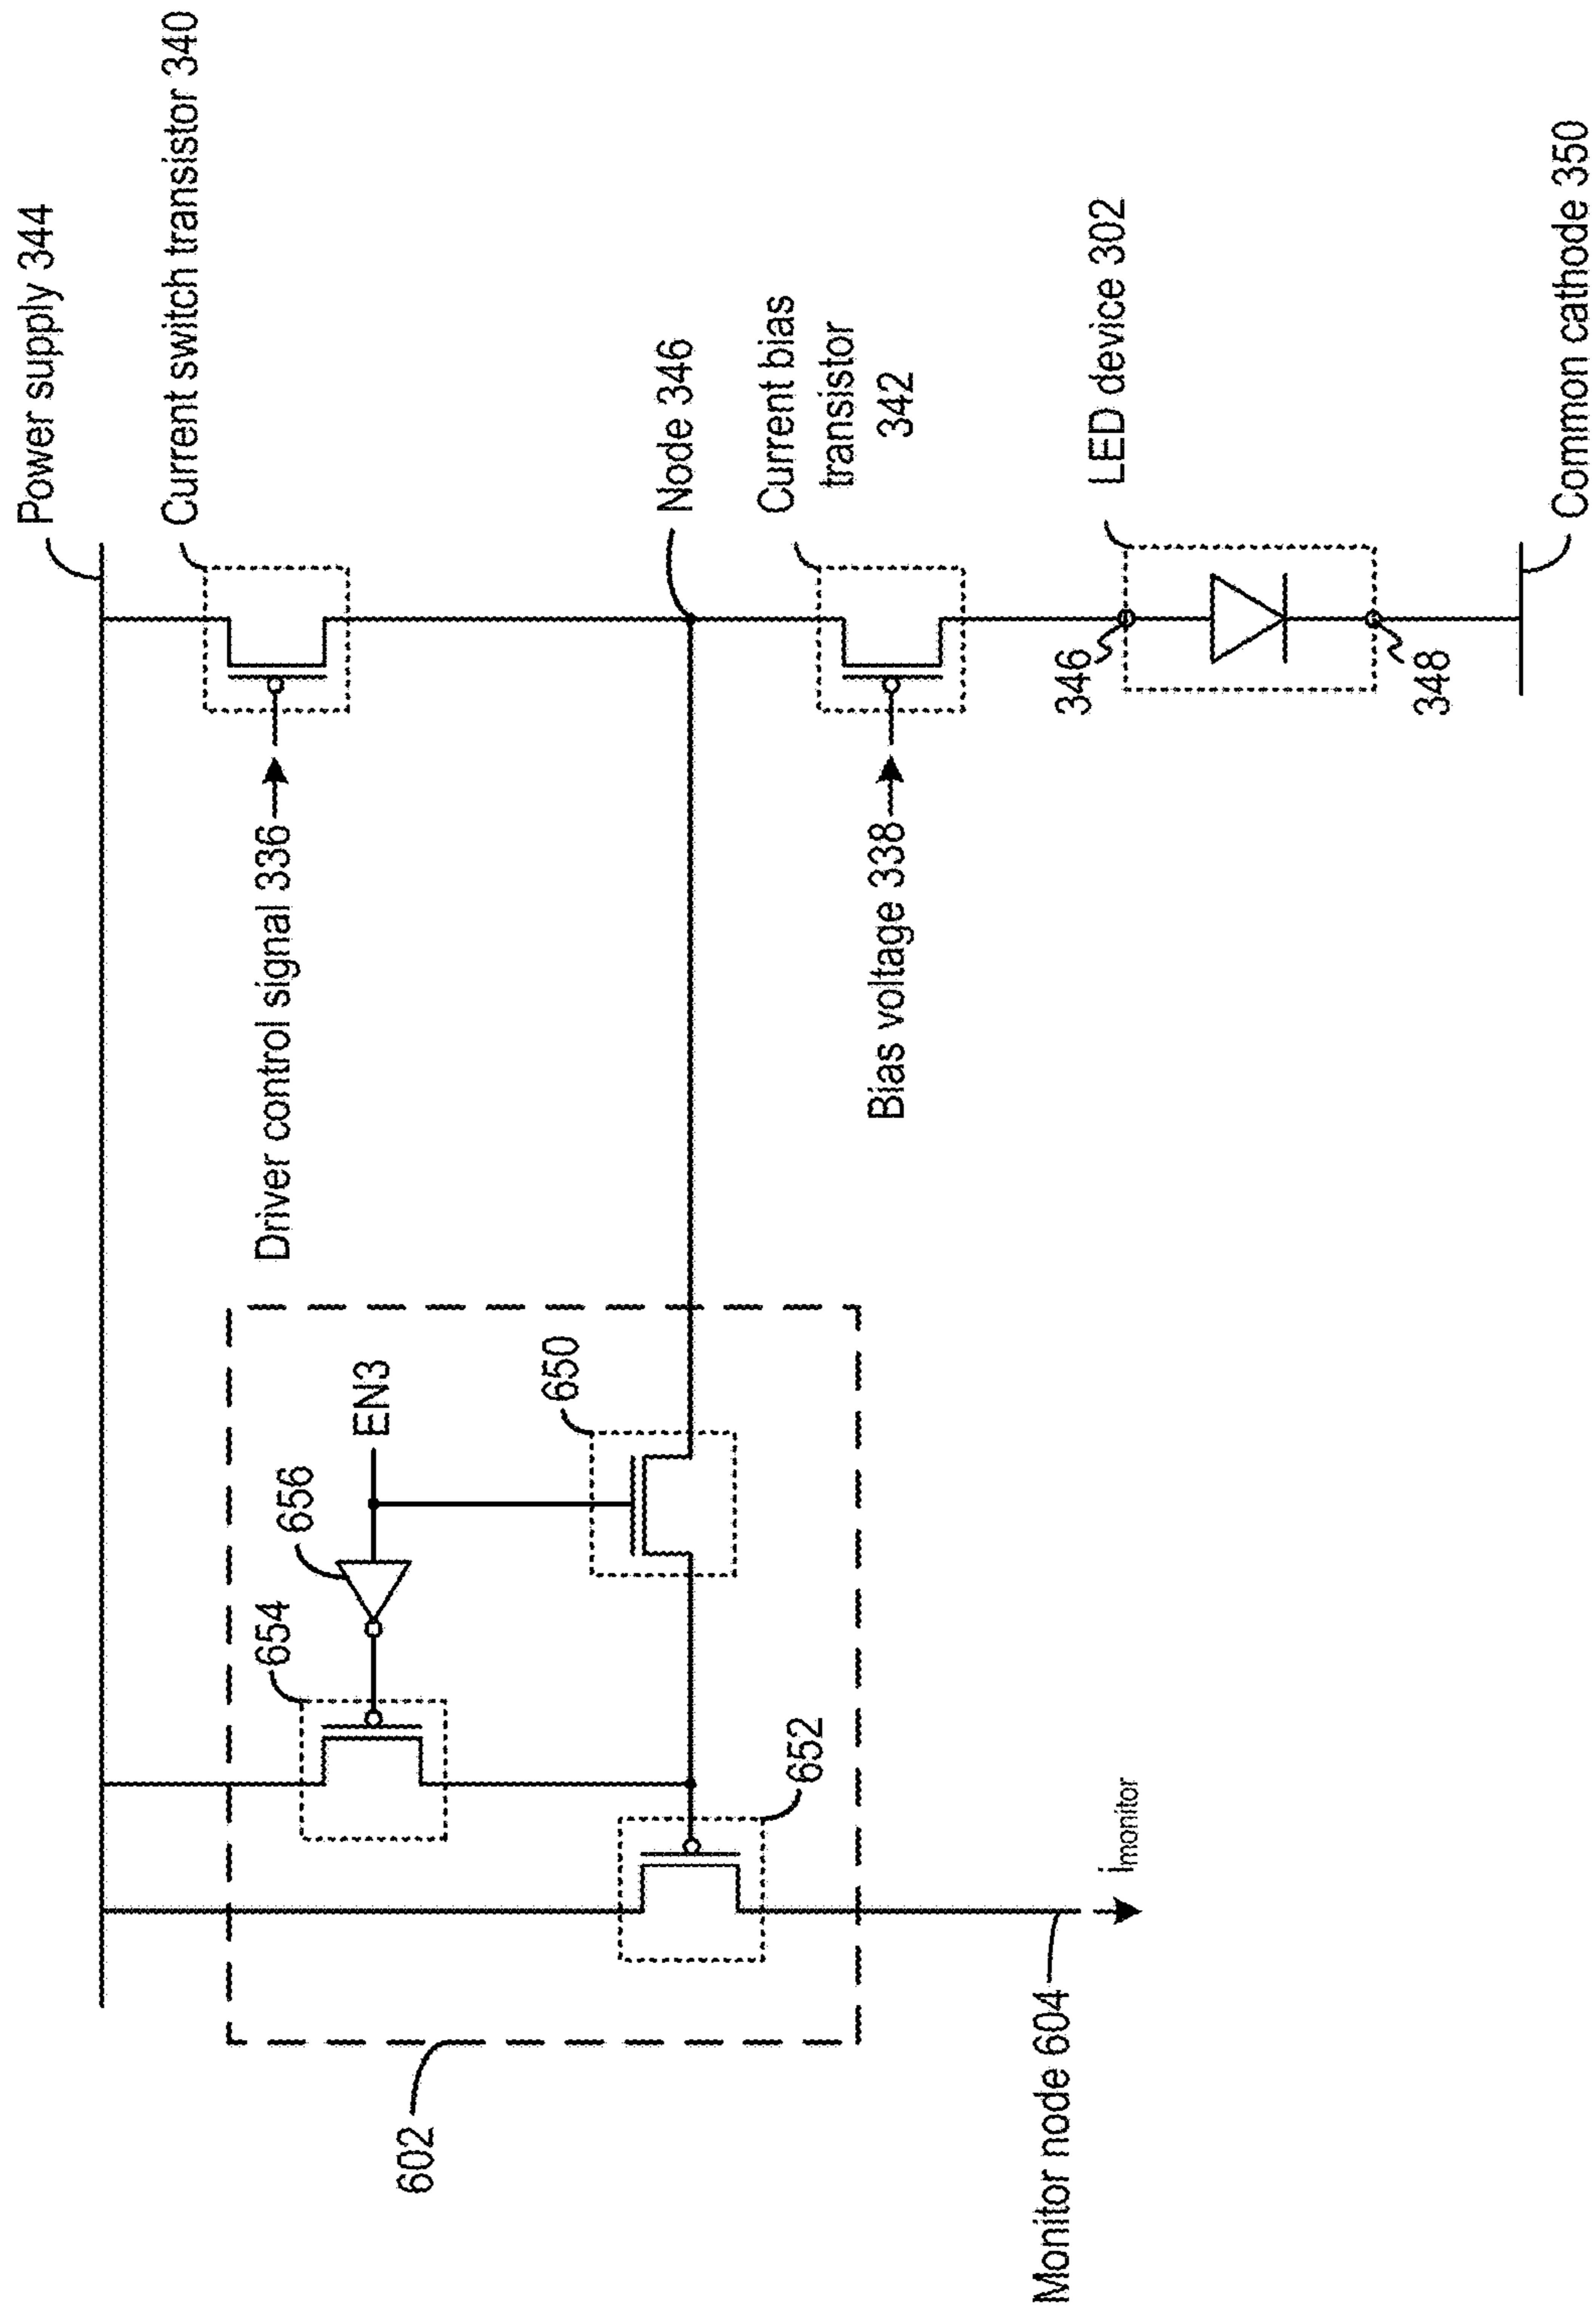 Power supply 344
Current switch transistor 340
Driver control signal 336
Node 346
Current bias
transistor
342
Bias voltage 338
LED device 302
346
348
Common cathode 350
EN3
656
654
650
652
602
Monitor node 604
imonitor